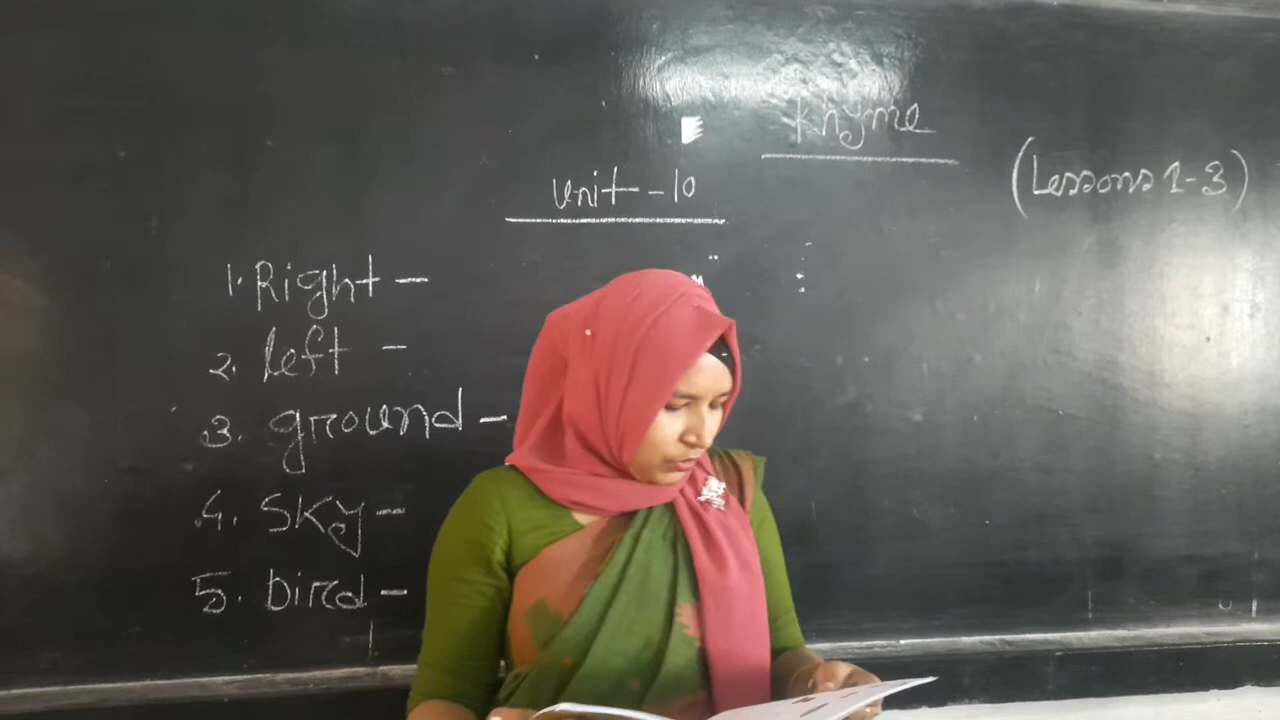 Rhyme
(Lessons 1-3)
Unit - 10
1. Right -
2. left -
3. ground -
4. Sky -
5. bird -